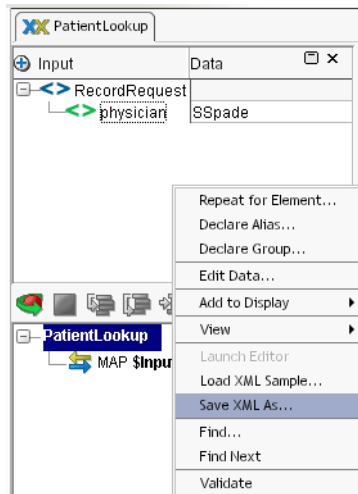 PatientLookup
Input Data
RecordRequest
physician SSpade
Repeat for Element...
Declare Alias...
Declare Group...
Edit Data...
Add to Display
View
Launch Editor
Load XML Sample...
Save XML As...
Find...
Find Next
Validate
PatientLookup
MAP $Input